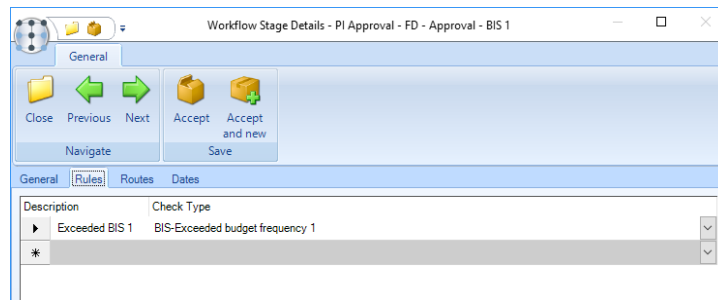 Workflow Stage Details - PI Approval - FD - Approval - BIS 1
General
Close Previous Next Accept Accept and new
Navigate Save
General Rules Routes Dates
Description Check Type
Exceeded BIS 1 BIS-Exceeded budget frequency 1